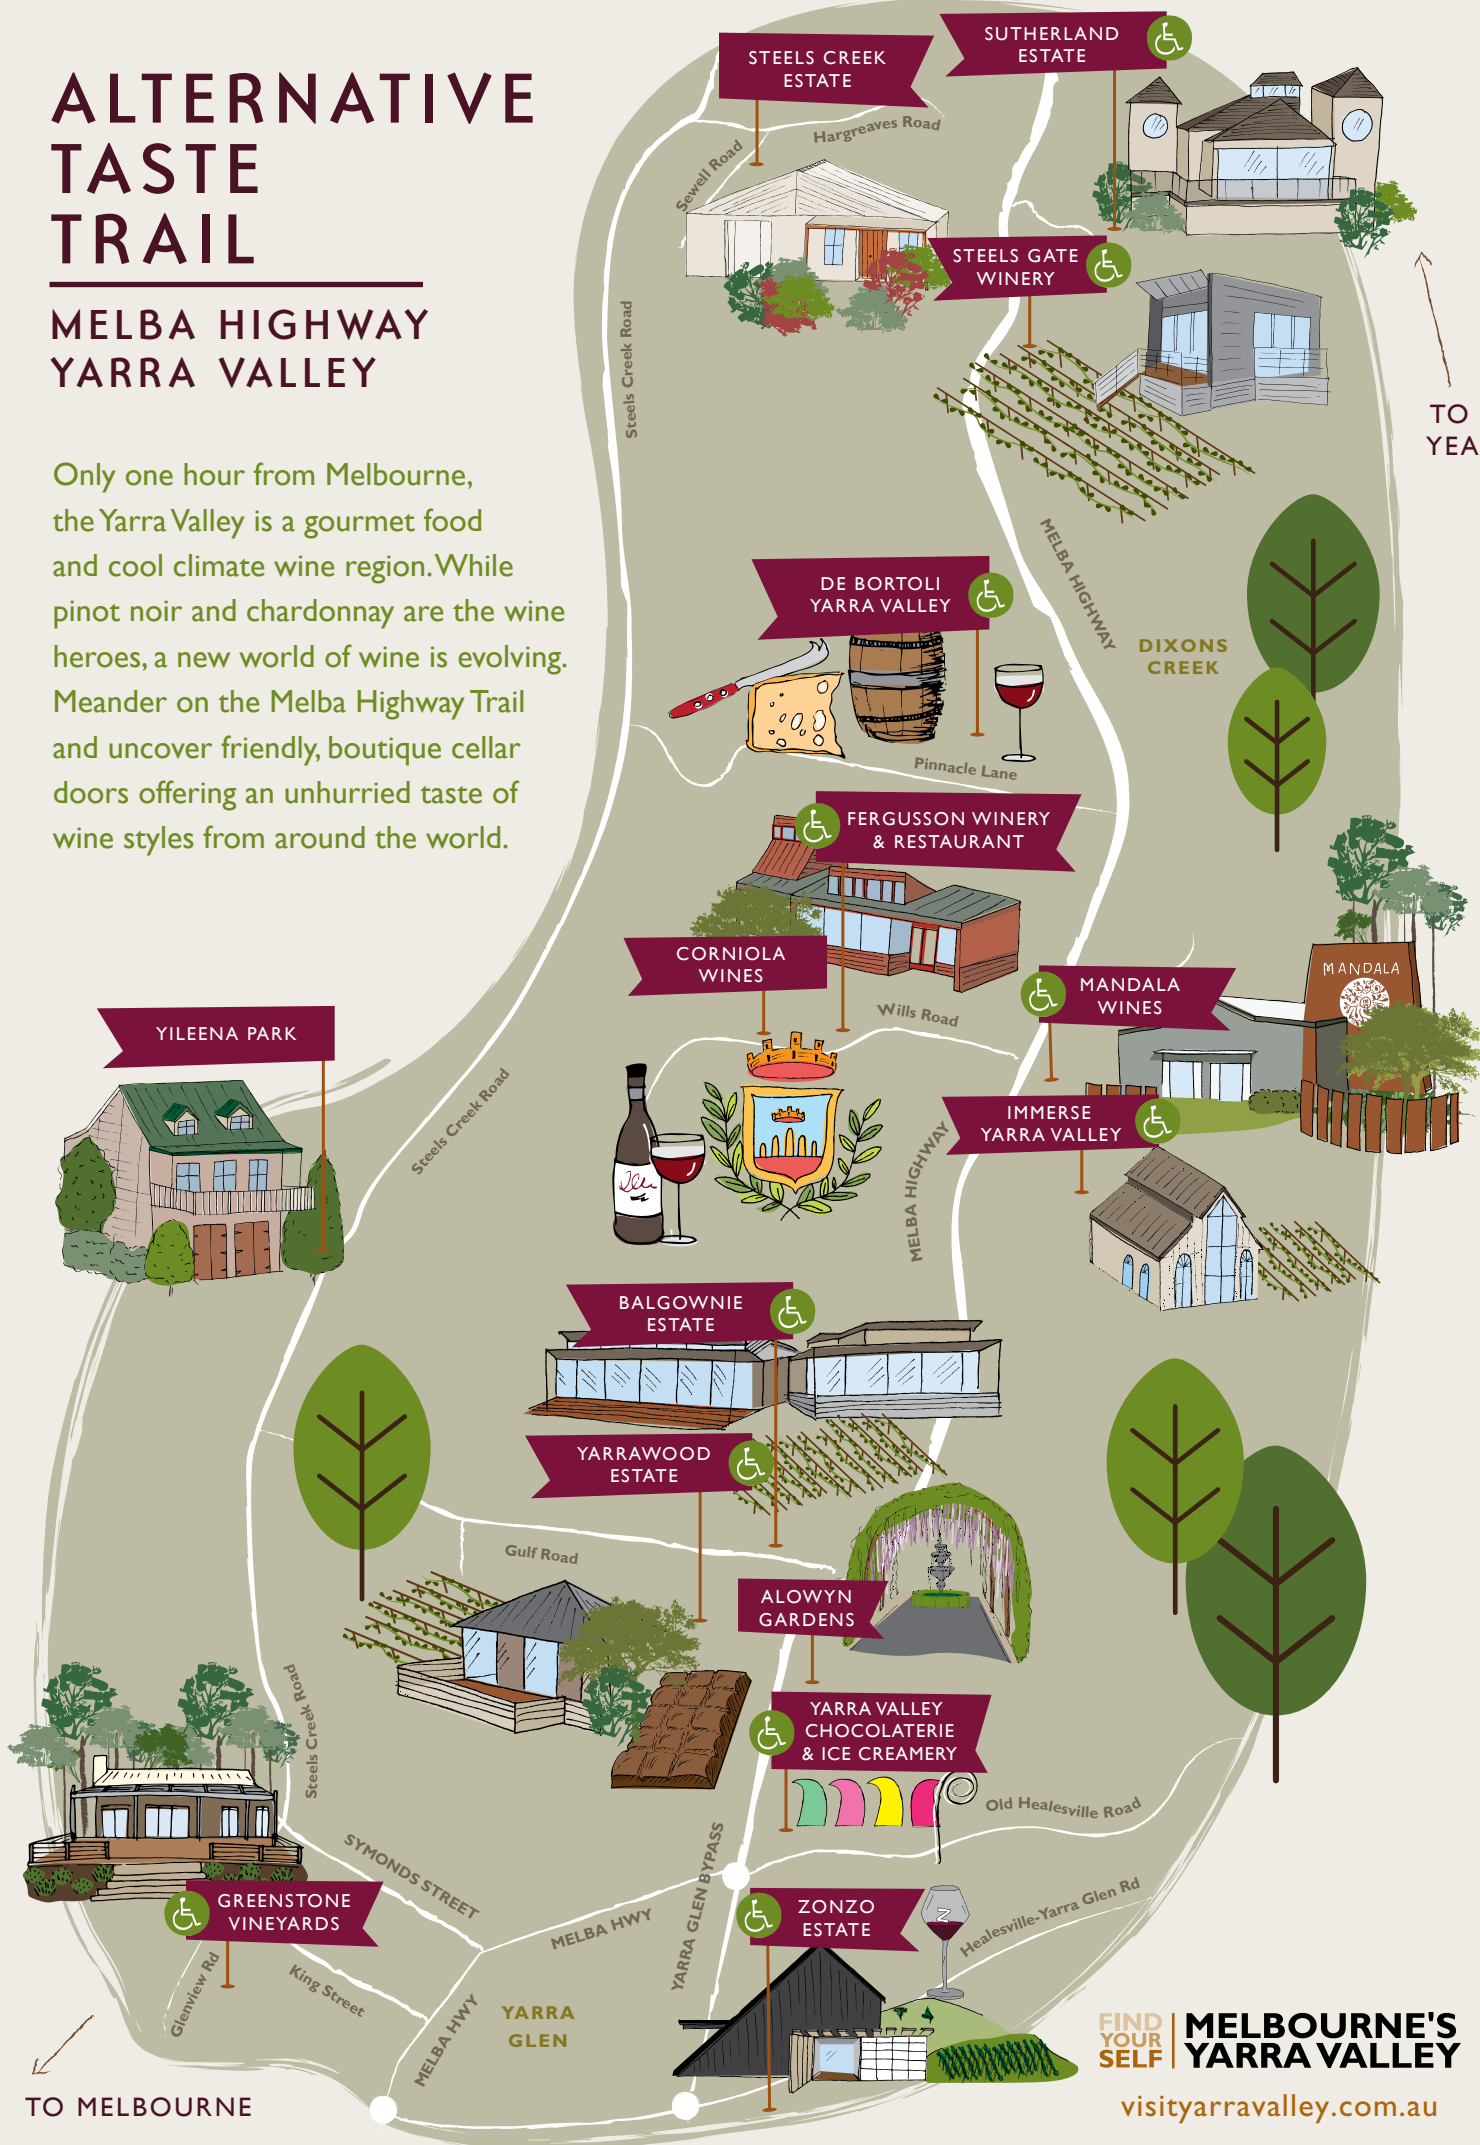 ALTERNATIVE
TASTE
TRAIL
MELBA HIGHWAY
YARRA VALLEY
Only one hour from Melbourne,
the Yarra Valley is a gourmet food
and cool climate wine region. While
pinot noir and chardonnay are the wine
heroes, a new world of wine is evolving.
Meander on the Melba Highway Trail
and uncover friendly, boutique cellar
doors offering an unhurried taste of
wine styles from around the world.
STEELS CREEK
ESTATE
SUTHERLAND
ESTATE
Hargreaves Road
Sewell Road
STEELS GATE
WINERY
Steels Creek Road
TO
YEA
MELBA HIGHWAY
DE BORTOLI
YARRA VALLEY
DIXONS
CREEK
Pinnacle Lane
FERGUSSON WINERY
& RESTAURANT
CORNIOLA
WINES
MANDALA
MANDALA
WINES
Wills Road
YILEENA PARK
Steels Creek Road
IMMERSE
YARRA VALLEY
MELBA HIGHWAY
BALGOWNIE
ESTATE
YARRAWOOD
ESTATE
Gulf Road
ALOWYN
GARDENS
Steels Creek Road
YARRA VALLEY
CHOCOLATERIE
& ICE CREAMERY
Old Healesville Road
SYMONDS STREET
YARRA GLEN BYPASS
GREENSTONE
VINEYARDS
MELBA HWY
ZONZO
ESTATE
Z
Healesville-Yarra Glen Rd
Glenview Rd
King Street
MELBA HWY
YARRA
GLEN
TO MELBOURNE
FIND
YOUR
SELF
MELBOURNE'S
YARRA VALLEY
visityarravalley.com.au